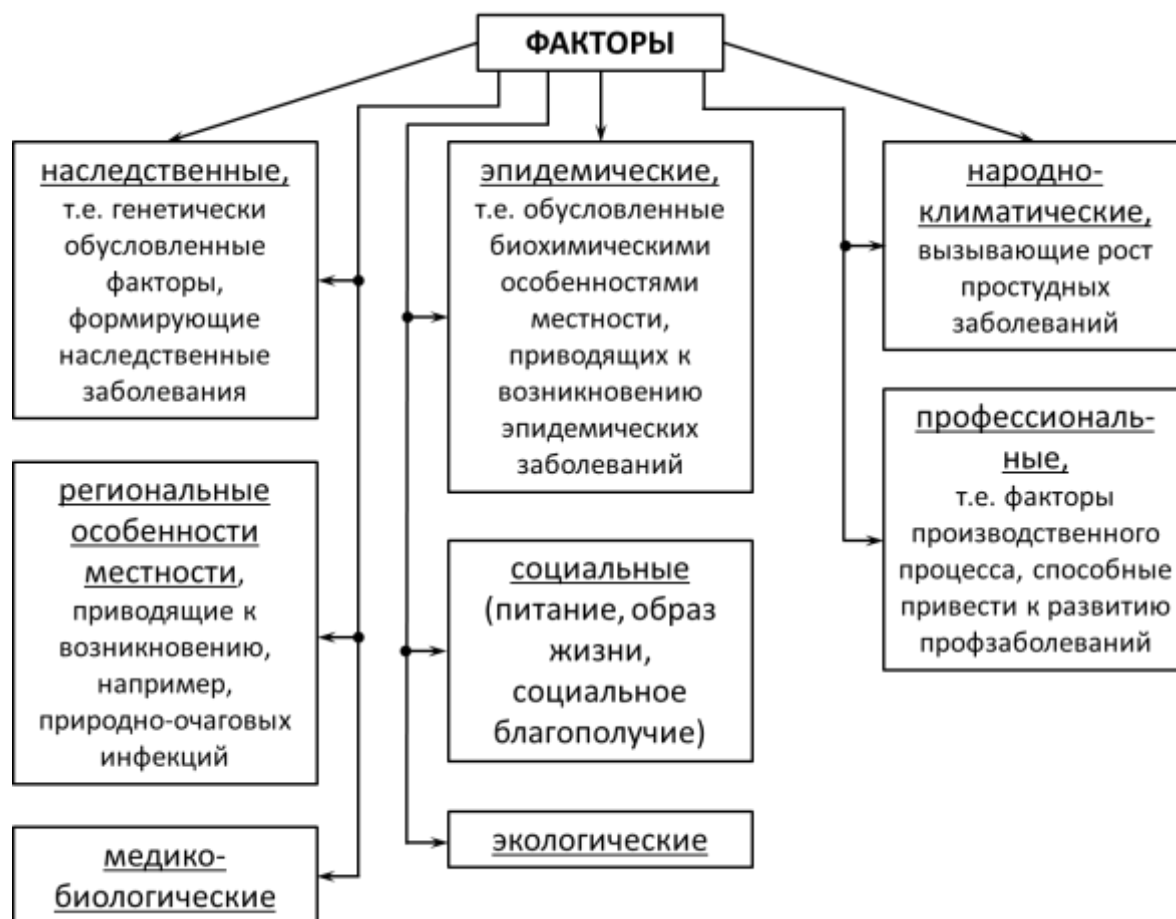 ФАКТОРЫ
наследственные,
т.е. генетически
обусловленные
факторы,
формирующие
наследственные
заболевания
региональные
особенности
местности,
приводящие к
возникновению,
например,
природно-очаговых
инфекций
медико-
биологические
эпидемические,
т.е. обусловленные
биохимическими
особенностями
местности,
приводящих к
возникновению
эпидемических
заболеваний
социальные
(питание, образ
жизни,
социальное
благополучие)
экологические
народно-
климатические,
вызывающие рост
простудных
заболеваний
профессиональ-
ные,
т.е. факторы
производственного
процесса, способные
привести к развитию
профзаболеваний